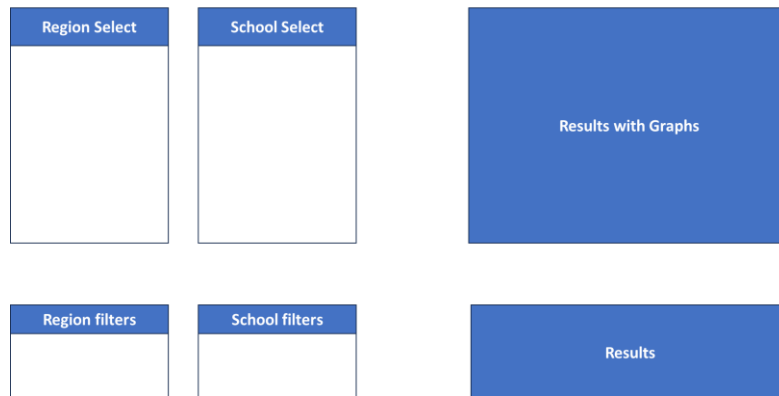 Region Select
School Select
Results with Graphs
Region filters
School filters
Results